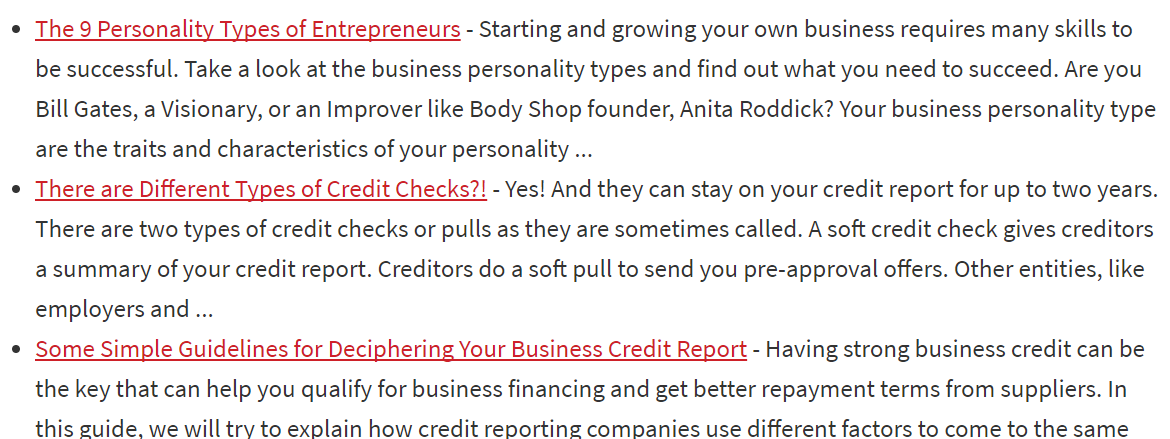 • The 9 Personality Types of Entrepreneurs - Starting and growing your own business requires many skills to
be successful. Take a look at the business personality types and find out what you need to succeed. Are you
Bill Gates, a Visionary, or an Improver like Body Shop founder, Anita Roddick? Your business personality type
are the traits and characteristics of your personality ...
• There are Different Types of Credit Checks?! - Yes! And they can stay on your credit report for up to two years.
There are two types of credit checks or pulls as they are sometimes called. A soft credit check gives creditors
a summary of your credit report. Creditors do a soft pull to send you pre-approval offers. Other entities, like
employers and ...
• Some Simple Guidelines for Deciphering Your Business Credit Report - Having strong business credit can be
the key that can help you qualify for business financing and get better repayment terms from suppliers. In
this guide, we will try to explain how credit reporting companies use different factors to come to the same